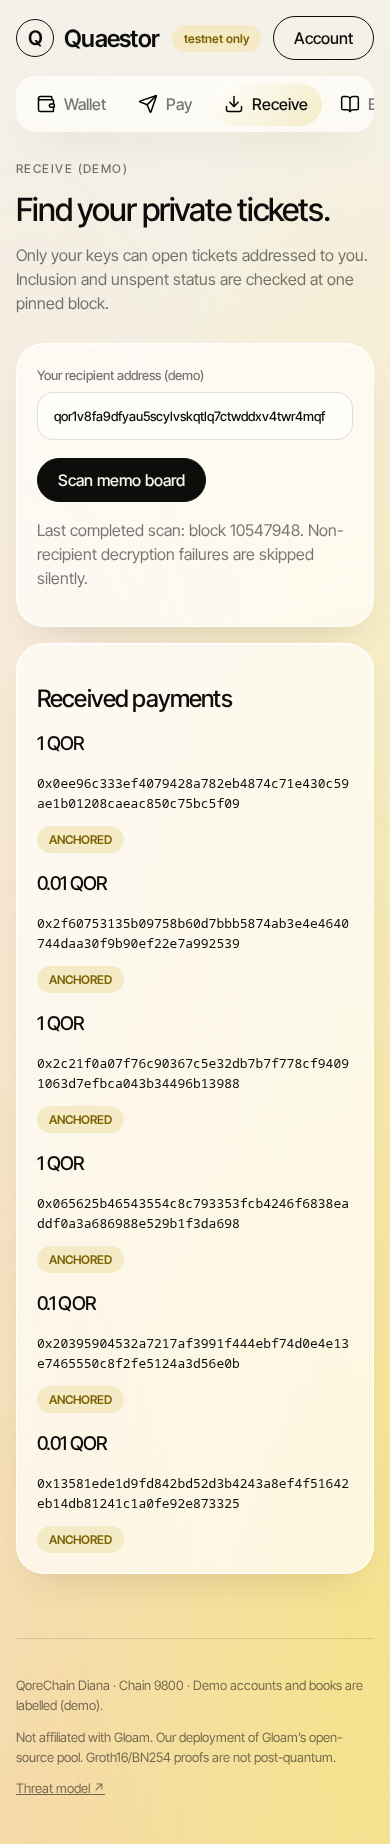 Q Quaestor testnet only Account
Wallet Pay Receive
RECEIVE (DEMO)
Find your private tickets.
Only your keys can open tickets addressed to you.
Inclusion and unspent status are checked at one
pinned block.
Your recipient address (demo)
qor1v8fa9dfyau5scylvskqtlq7ctwddxv4twr4mqf
Scan memo board
Last completed scan: block 10547948. Non-
recipient decryption failures are skipped
silently.
Received payments
1 QOR
0x0ee96c333ef4079428a782eb4874c71e430c59
ae1b01208caeac850c75bc5f09
ANCHORED
0.01 QOR
0x2f60753135b09758b60d7bbb5874ab3e4e4640
744daa30f9b90ef22e7a992539
ANCHORED
1 QOR
0x2c21f0a07f76c90367c5e32db7b7f778cf9409
1063d7efbca043b34496b13988
ANCHORED
1 QOR
0x065625b46543554c8c793353fcb4246f6838ea
ddf0a3a686988e529b1f3da698
ANCHORED
0.1 QOR
0x20395904532a7217af3991f444ebf74d0e4e13
e7465550c8f2fe5124a3d56e0b
ANCHORED
0.01 QOR
0x13581ede1d9fd842bd52d3b4243a8ef4f51642
eb14db81241c1a0fe92e873325
ANCHORED
QoreChain Diana · Chain 9800 · Demo accounts and books are
labelled (demo).
Not affiliated with Gloam. Our deployment of Gloam's open-
source pool. Groth16/BN254 proofs are not post-quantum.
Threat model ↗